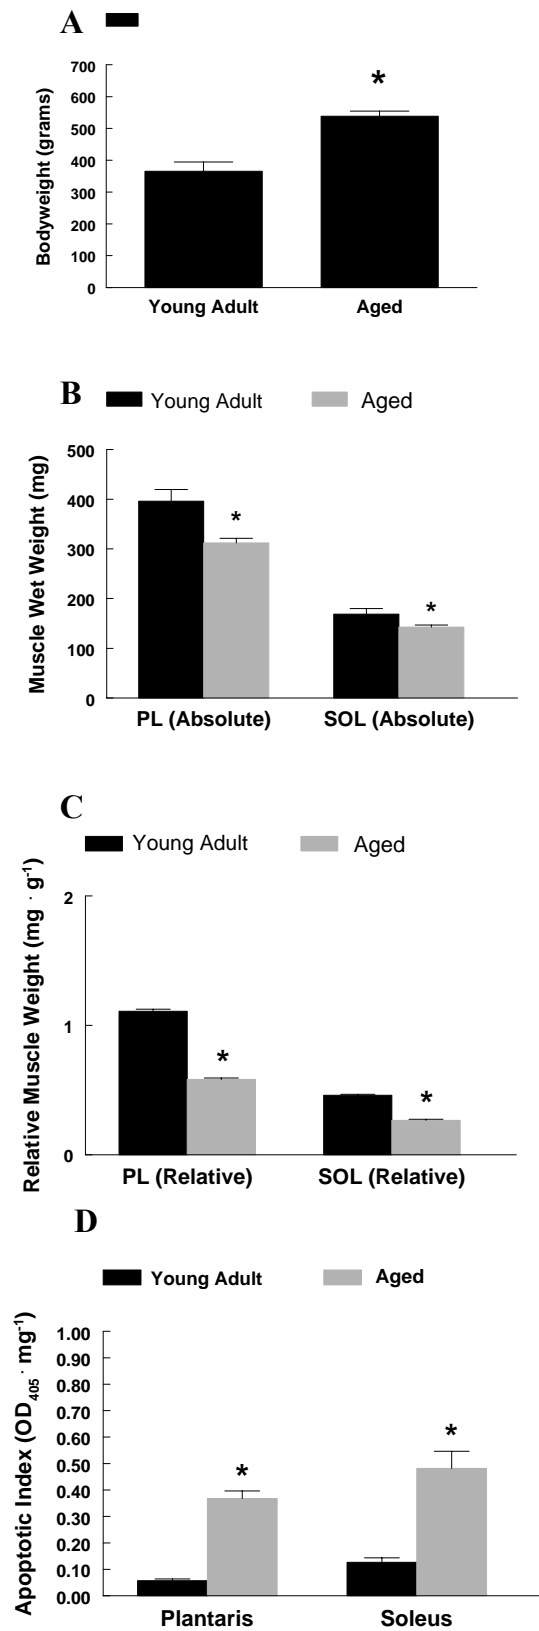 A
Bodyweight (grams)
700
600
500
400
300
200
100
0
*
Young Adult Aged
B
Young Adult Aged
Muscle Wet Weight (mg)
500
400
300
200
100
0
* *
PL (Absolute) SOL (Absolute)
C
Young Adult Aged
Relative Muscle Weight (mg · g⁻¹)
2
1
0
* *
PL (Relative) SOL (Relative)
D
Young Adult Aged
Apoptotic Index (OD₄₀₅ · mg⁻¹)
1.00
0.90
0.80
0.70
0.60
0.50
0.40
0.30
0.20
0.10
0.00
* *
Plantaris Soleus